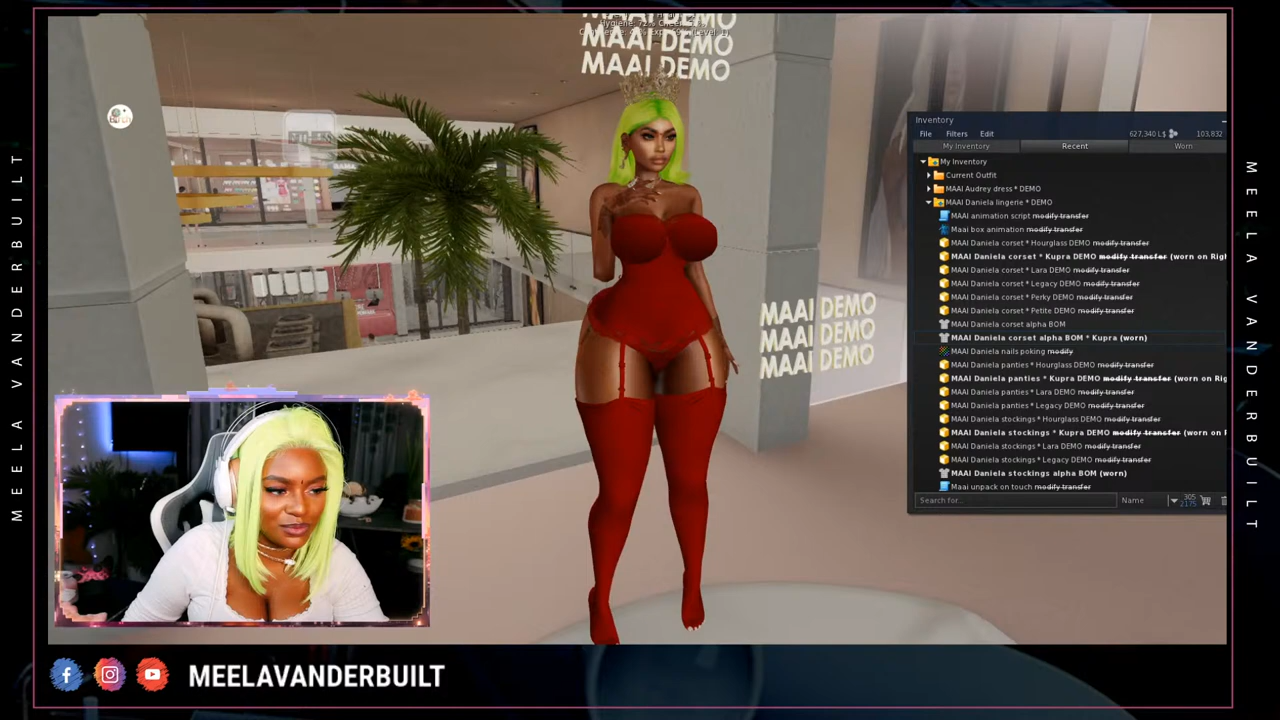 MAAI DEMO
MAAI DEMO
MAAI DEMO
Inventory
File Filters Edit 627,340 L$ 103,832
My Inventory Recent Worn
My Inventory
Current Outfit
MAAI Audrey dress * DEMO
MAAI Daniela lingerie * DEMO
MAAI animation script modify transfer
Maai box animation modify transfer
MAAI Daniela corset * Hourglass DEMO modify transfer
MAAI Daniela corset * Kupra DEMO modify transfer (worn on Righ
MAAI Daniela corset * Lara DEMO modify transfer
MAAI Daniela corset * Legacy DEMO modify transfer
MAAI Daniela corset * Perky DEMO modify transfer
MAAI Daniela corset * Petite DEMO modify transfer
MAAI Daniela corset alpha BOM
MAAI Daniela corset alpha BOM * Kupra (worn)
MAAI Daniela nails poking modify
MAAI Daniela panties * Hourglass DEMO modify transfer
MAAI Daniela panties * Kupra DEMO modify transfer (worn on Rig
MAAI Daniela panties * Lara DEMO modify transfer
MAAI Daniela panties * Legacy DEMO modify transfer
MAAI Daniela stockings * Hourglass DEMO modify transfer
MAAI Daniela stockings * Kupra DEMO modify transfer (worn on R
MAAI Daniela stockings * Lara DEMO modify transfer
MAAI Daniela stockings * Legacy DEMO modify transfer
MAAI Daniela stockings alpha BOM (worn)
Maai unpack on touch modify transfer
Search for... Name 305
2175
MAAI DEMO
MAAI DEMO
MAAI DEMO
MEELA VANDERBUILT
MEELA VANDERBUILT
MEELAVANDERBUILT